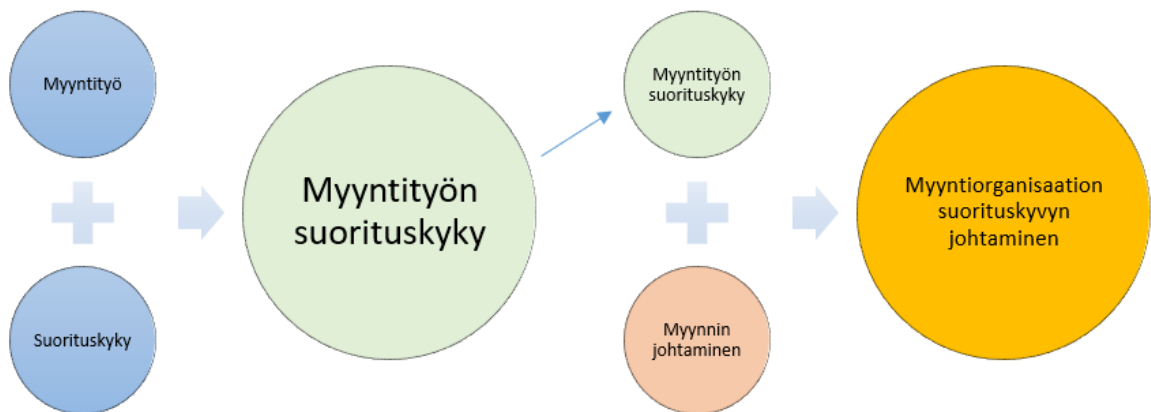 Myyntityö
Suorituskyky
Myyntityön
suorituskyky
Myyntityön
suorituskyky
Myynnin
johtaminen
Myyntiorganisaation
suorituskyvyn
johtaminen